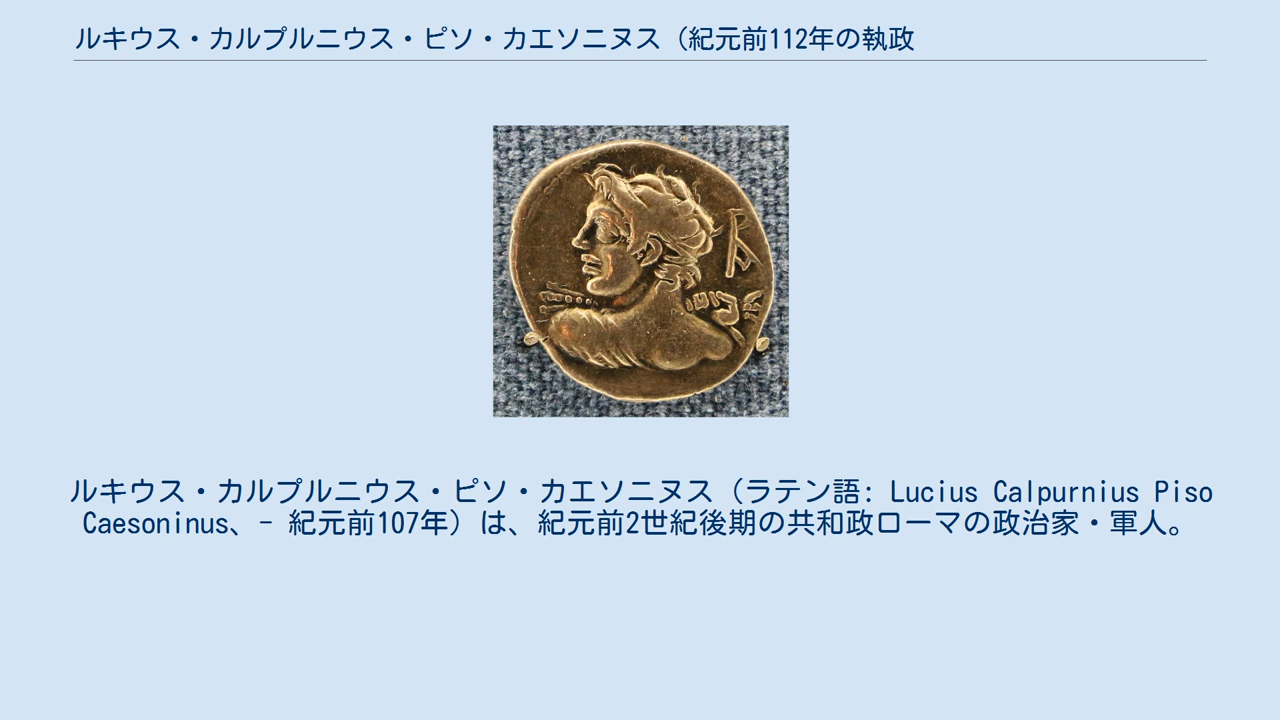 ルキウス・カルプルニウス・ピソ・カエソニヌス（紀元前112年の執政
ルキウス・カルプルニウス・ピソ・カエソニヌス（ラテン語: Lucius Calpurnius Piso
Caesoninus、- 紀元前107年）は、紀元前2世紀後期の共和政ローマの政治家・軍人。